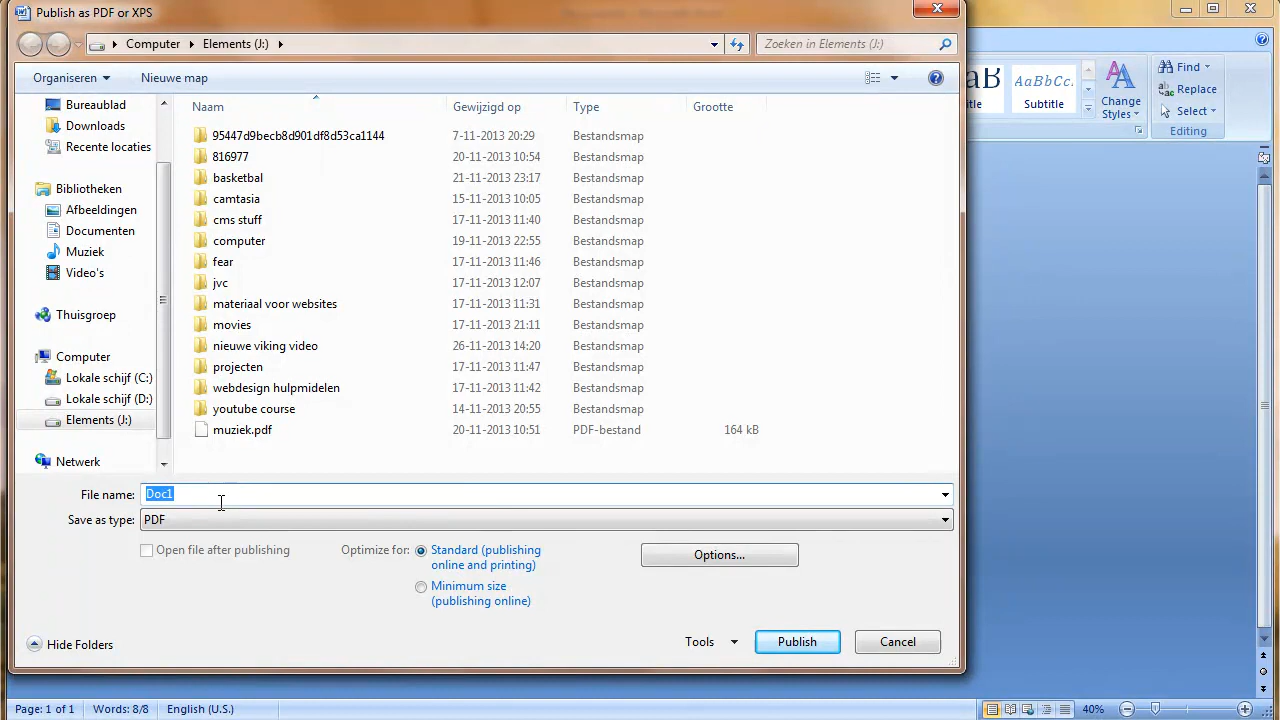 Publish as PDF or XPS
Computer Elements (J:)
Zoeken in Elements (J:)
Organiseren Nieuwe map
Naam Gewijzigd op Type Grootte
Bureaublad
Downloads
Recente locaties
Bibliotheken
Afbeeldingen
Documenten
Muziek
Video's
Thuisgroep
Computer
Lokale schijf (C:)
Lokale schijf (D:)
Elements (J:)
Netwerk
95447d9becb8d901df8d53ca1144 7-11-2013 20:29 Bestandsmap
816977 20-11-2013 10:54 Bestandsmap
basketbal 21-11-2013 23:17 Bestandsmap
camtasia 15-11-2013 10:05 Bestandsmap
cms stuff 17-11-2013 11:40 Bestandsmap
computer 19-11-2013 22:55 Bestandsmap
fear 17-11-2013 11:46 Bestandsmap
jvc 17-11-2013 12:07 Bestandsmap
materiaal voor websites 17-11-2013 11:31 Bestandsmap
movies 17-11-2013 21:11 Bestandsmap
nieuwe viking video 26-11-2013 14:20 Bestandsmap
projecten 17-11-2013 11:47 Bestandsmap
webdesign hulpmidelen 17-11-2013 11:42 Bestandsmap
youtube course 14-11-2013 20:55 Bestandsmap
muziek.pdf 20-11-2013 10:51 PDF-bestand 164 kB
File name: Doc1
Save as type: PDF
Open file after publishing
Optimize for:
Standard (publishing
online and printing)
Minimum size
(publishing online)
Options...
Hide Folders
Tools
Publish
Cancel
AaBbCc.
Subtitle
Change
Styles
Find
Replace
Select
Editing
Page: 1 of 1 Words: 8/8 English (U.S.) 40%